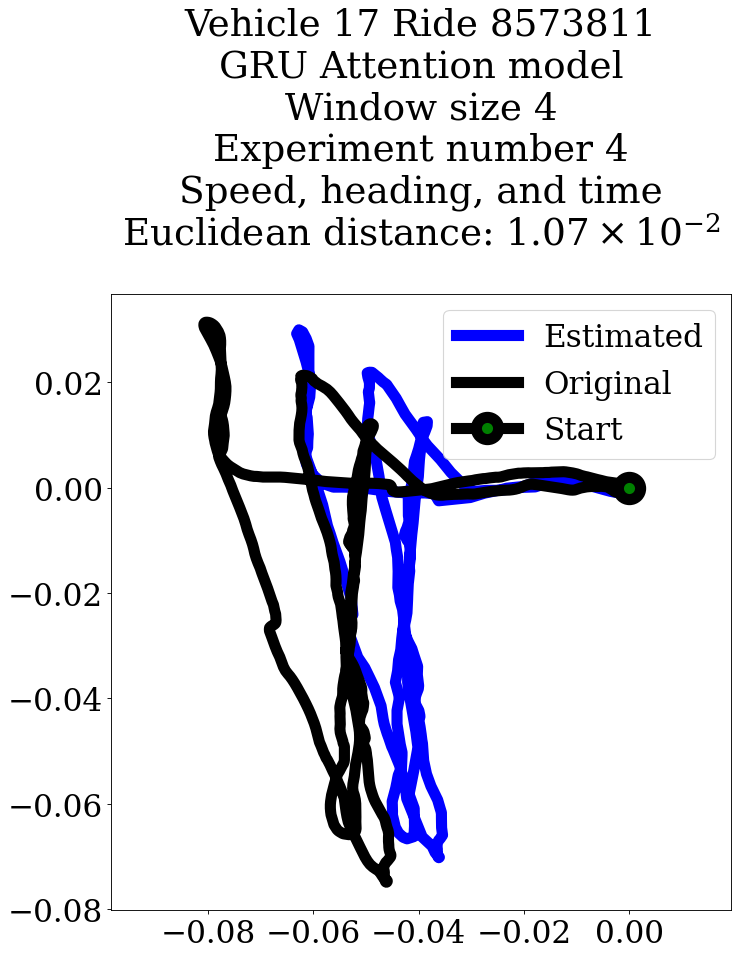 Vehicle 17 Ride 8573811
GRU Attention model
Window size 4
Experiment number 4
Speed, heading, and time
Euclidean distance: 1.07 × 10⁻²
Estimated
Original
Start
0.02
0.00
−0.02
−0.04
−0.06
−0.08
−0.08 −0.06 −0.04 −0.02 0.00